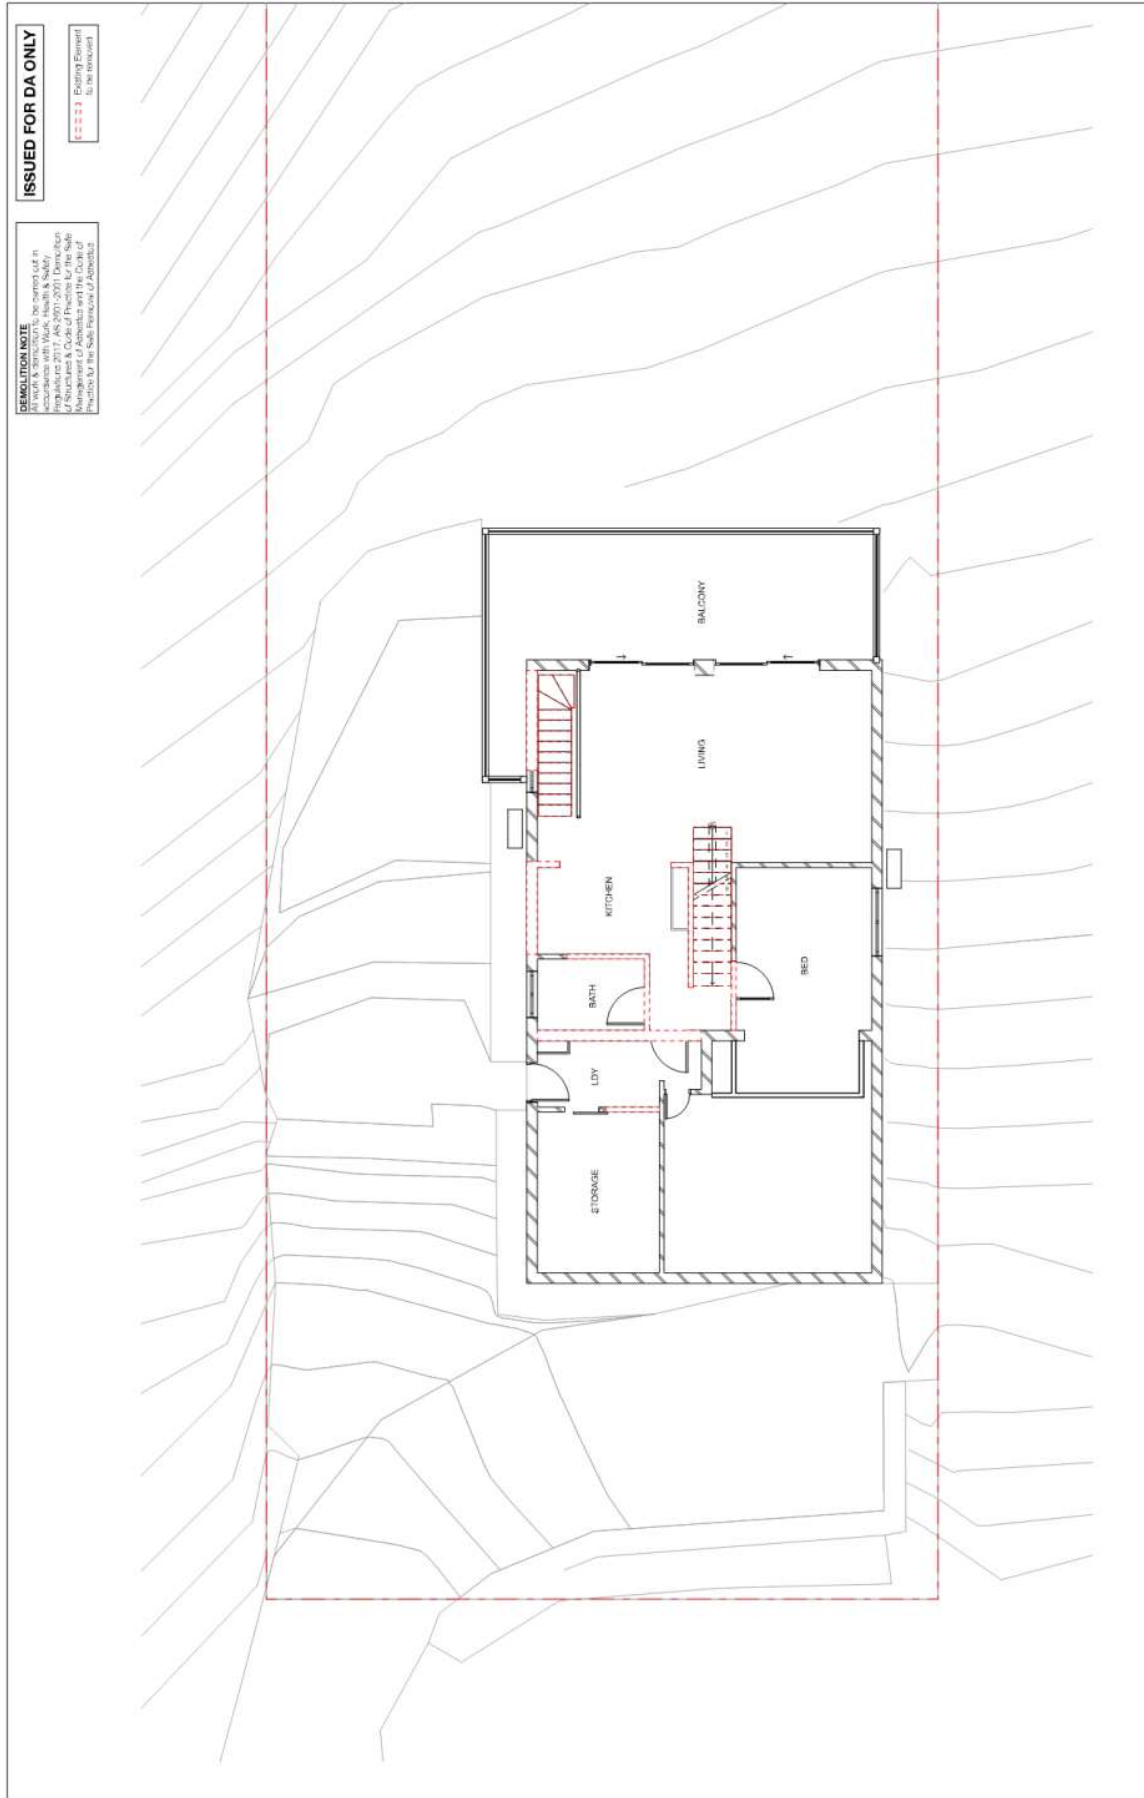 ISSUED FOR DA ONLY
Existing Element
to be removed
DEMOLITION NOTE
All work & demolition to be carried out in
accordance with Work, Health & Safety
Regulations 2017, AS 2601-2001 Demolition
of Structures & Code of Practice for the Safe
Management of Asbestos and the Code of
Practice for the Safe Removal of Asbestos
BALCONY
LIVING
KITCHEN
BED
BATH
LDY
STORAGE